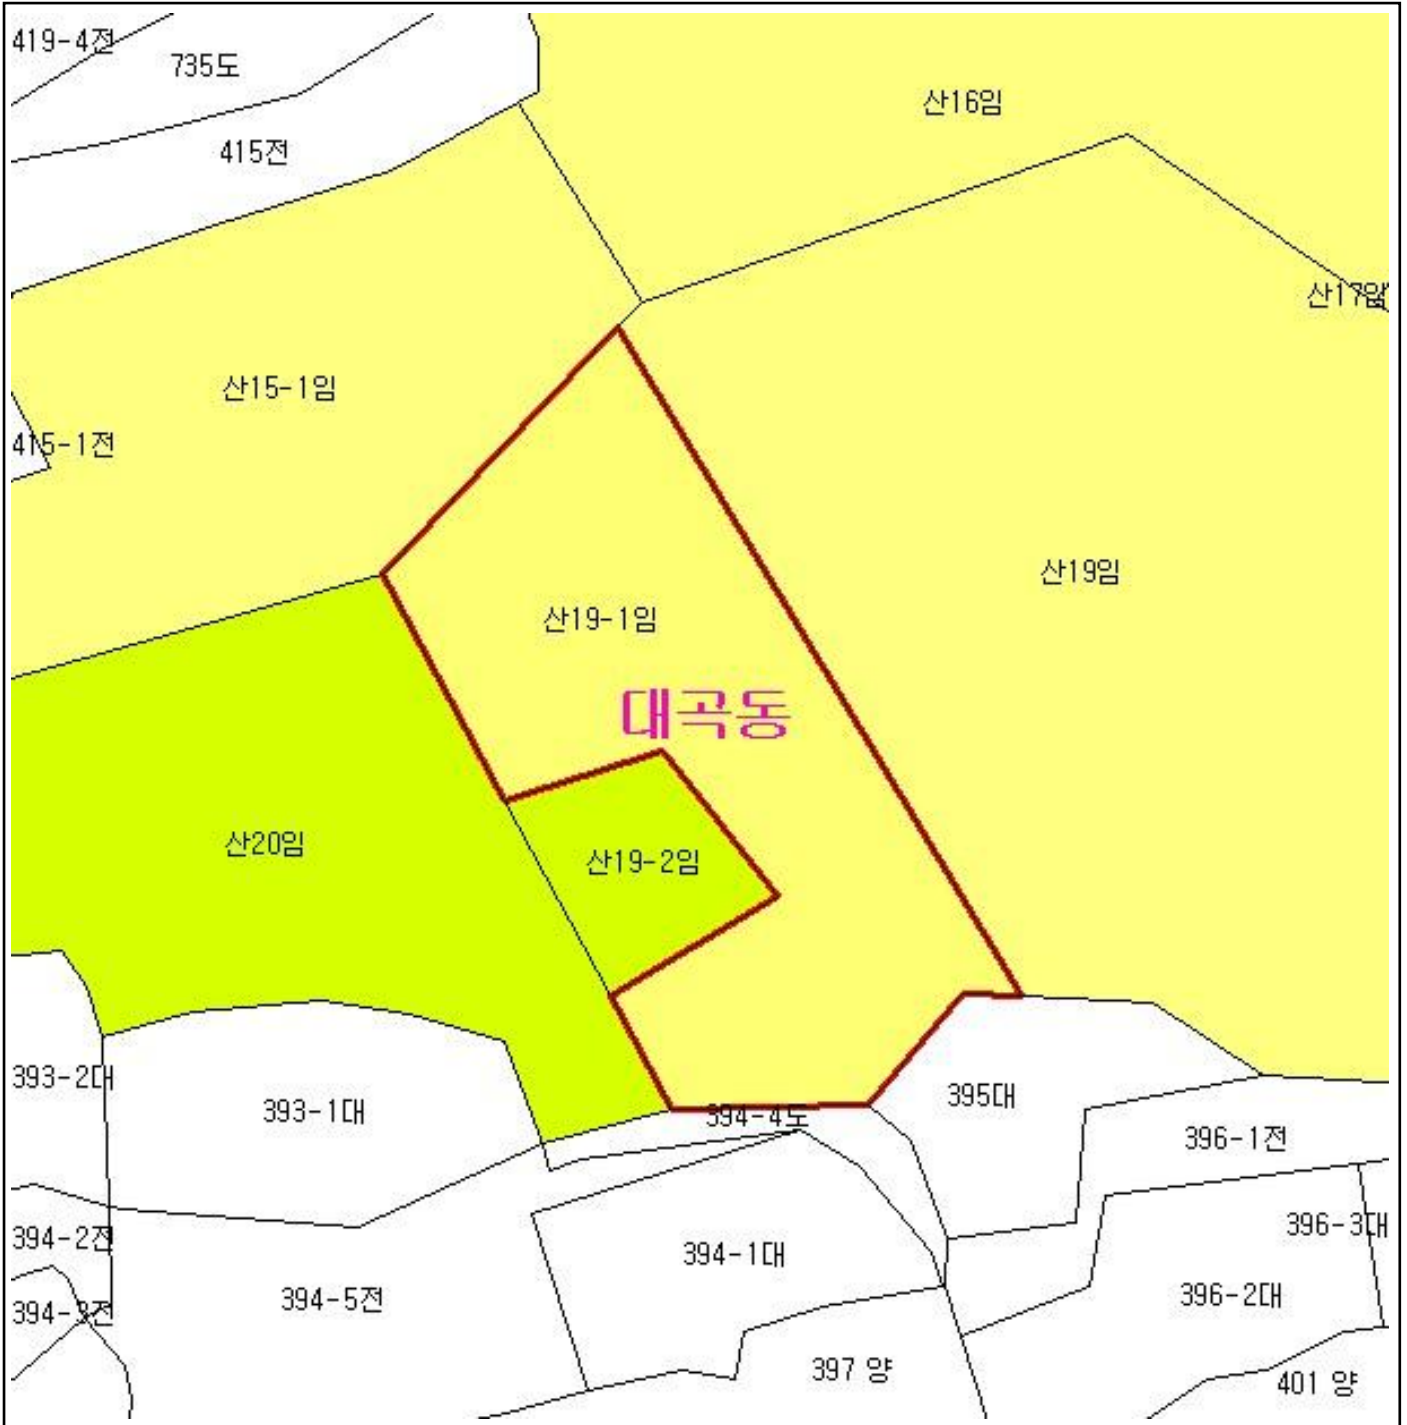 419-4전
735도
산16임
415전
산17임
산15-1임
415-1전
산19임
산19-1임
대곡동
산20임
산19-2임
393-2대
395대
393-1대
394-4도
396-1전
396-3대
394-2전
394-1대
394-5전
396-2대
394-3전
397 양
401 양